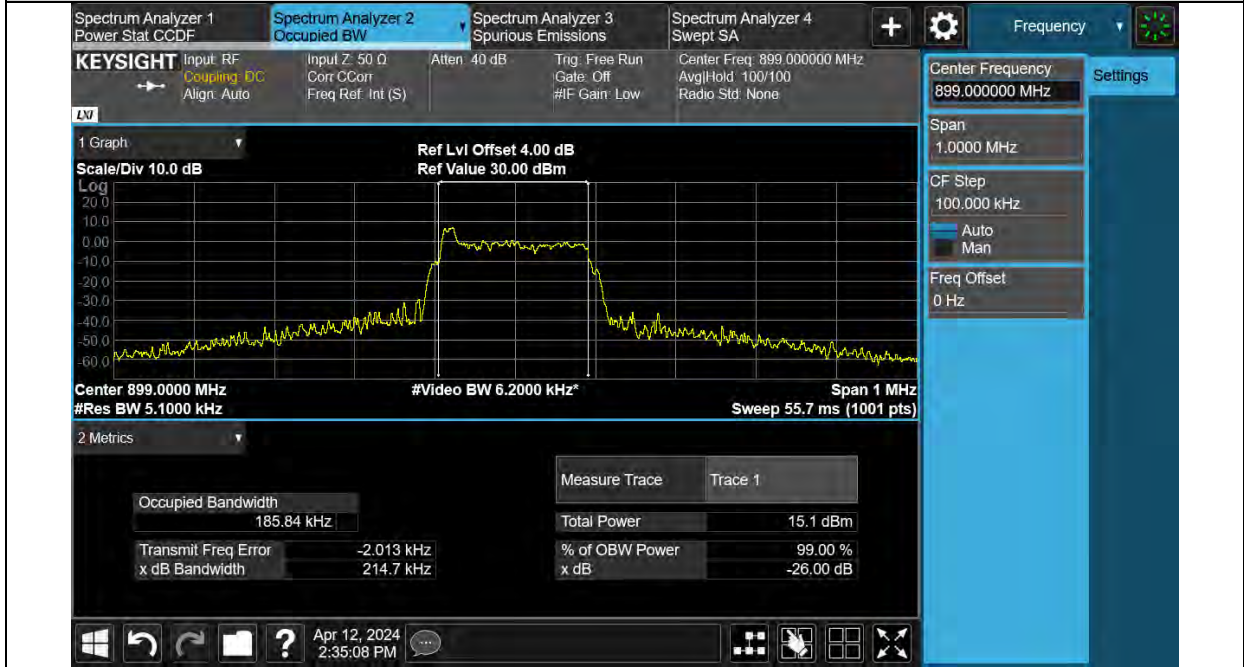 Spectrum Analyzer 1
Power Stat CCDF
Spectrum Analyzer 2
Occupied BW
Spectrum Analyzer 3
Spurious Emissions
Spectrum Analyzer 4
Swept SA
Frequency
KEYSIGHT
LXI
Input: RF
Coupling: DC
Align: Auto
Input Z: 50 Ω
Corr CCorr
Freq Ref: Int (S)
Atten: 40 dB
Trig: Free Run
Gate: Off
#IF Gain: Low
Center Freq: 899.000000 MHz
Avg|Hold: 100/100
Radio Std: None
Center Frequency
899.000000 MHz
Settings
Span
1.0000 MHz
CF Step
100.000 kHz
Auto
Man
Freq Offset
0 Hz
1 Graph
Scale/Div 10.0 dB
Ref Lvl Offset 4.00 dB
Ref Value 30.00 dBm
Log
20.0
10.0
0.00
-10.0
-20.0
-30.0
-40.0
-50.0
-60.0
Center 899.0000 MHz
#Res BW 5.1000 kHz
#Video BW 6.2000 kHz*
Span 1 MHz
Sweep 55.7 ms (1001 pts)
2 Metrics
Measure Trace Trace 1
Occupied Bandwidth
185.84 kHz
Total Power 15.1 dBm
Transmit Freq Error -2.013 kHz
% of OBW Power 99.00 %
x dB Bandwidth 214.7 kHz
x dB -26.00 dB
Apr 12, 2024
2:35:08 PM